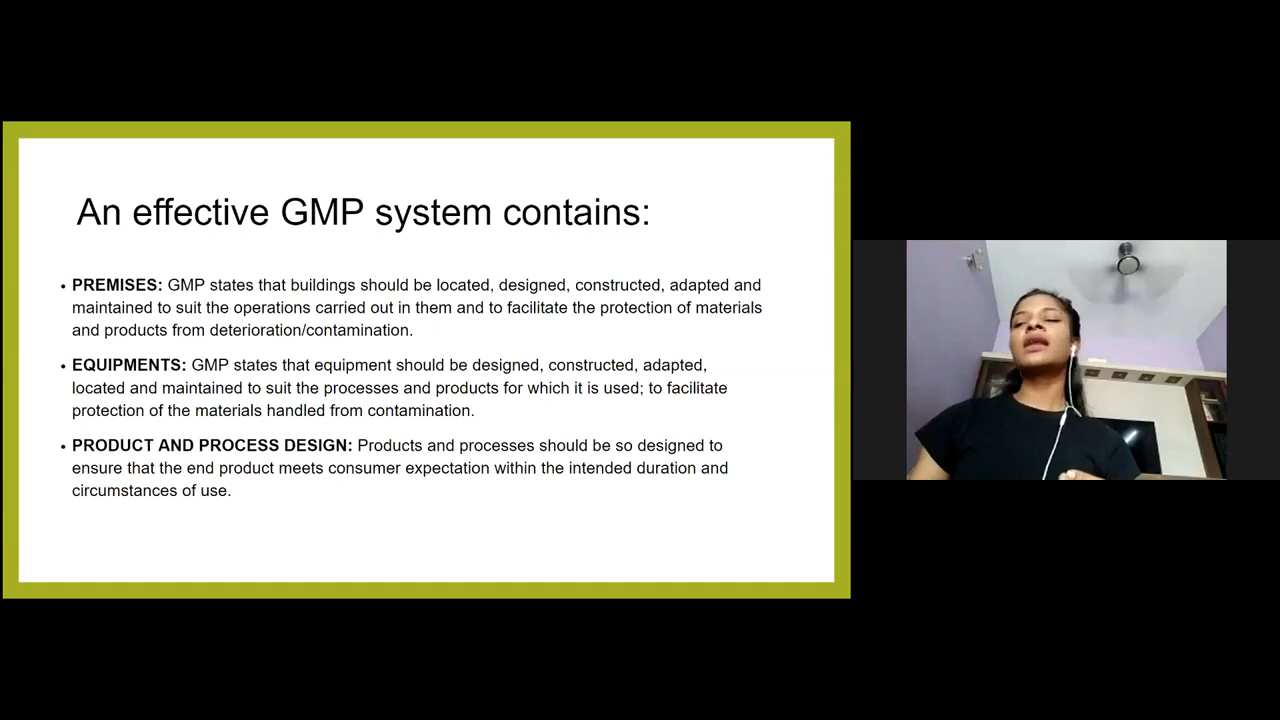 An effective GMP system contains:
• PREMISES: GMP states that buildings should be located, designed, constructed, adapted and
maintained to suit the operations carried out in them and to facilitate the protection of materials
and products from deterioration/contamination.
• EQUIPMENTS: GMP states that equipment should be designed, constructed, adapted,
located and maintained to suit the processes and products for which it is used; to facilitate
protection of the materials handled from contamination.
• PRODUCT AND PROCESS DESIGN: Products and processes should be so designed to
ensure that the end product meets consumer expectation within the intended duration and
circumstances of use.